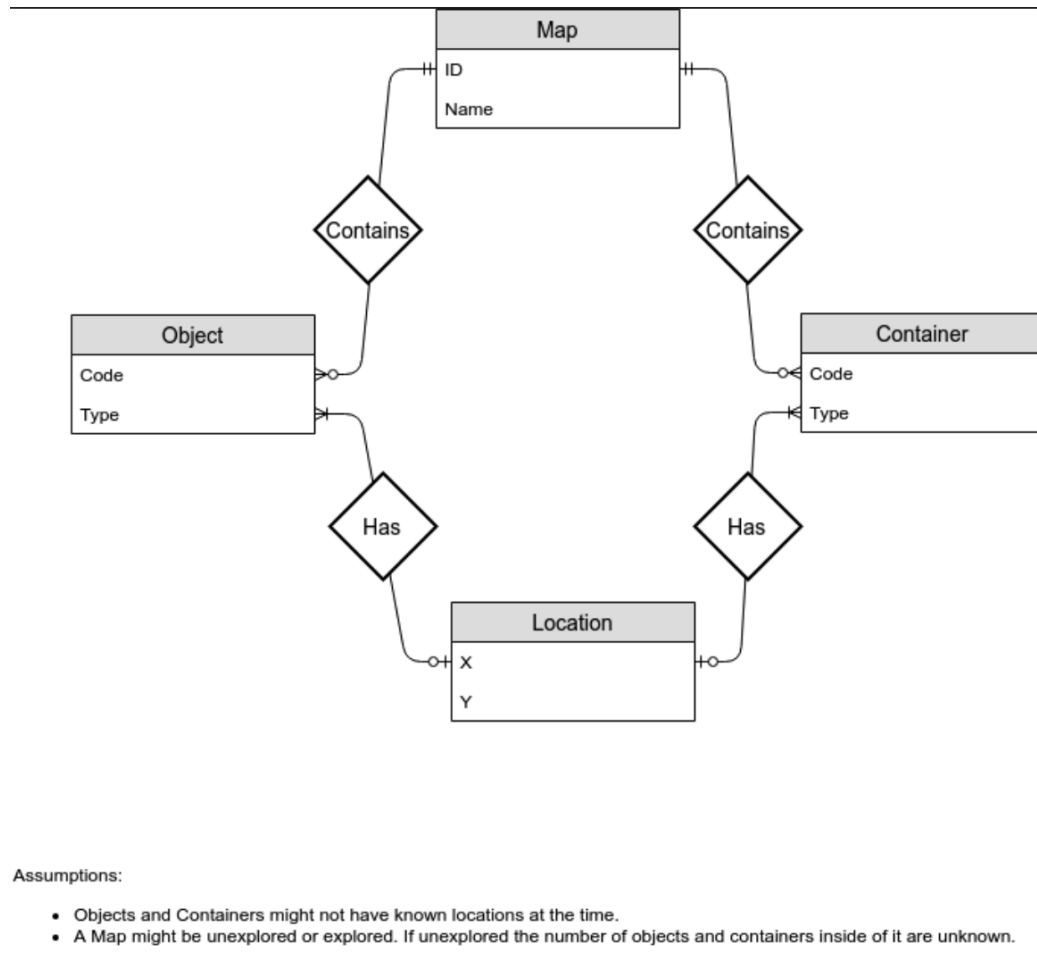 Map
ID
Name
Contains
Contains
Object
Code
Type
Container
Code
Type
Has
Has
Location
X
Y
Assumptions:
• Objects and Containers might not have known locations at the time.
• A Map might be unexplored or explored. If unexplored the number of objects and containers inside of it are unknown.